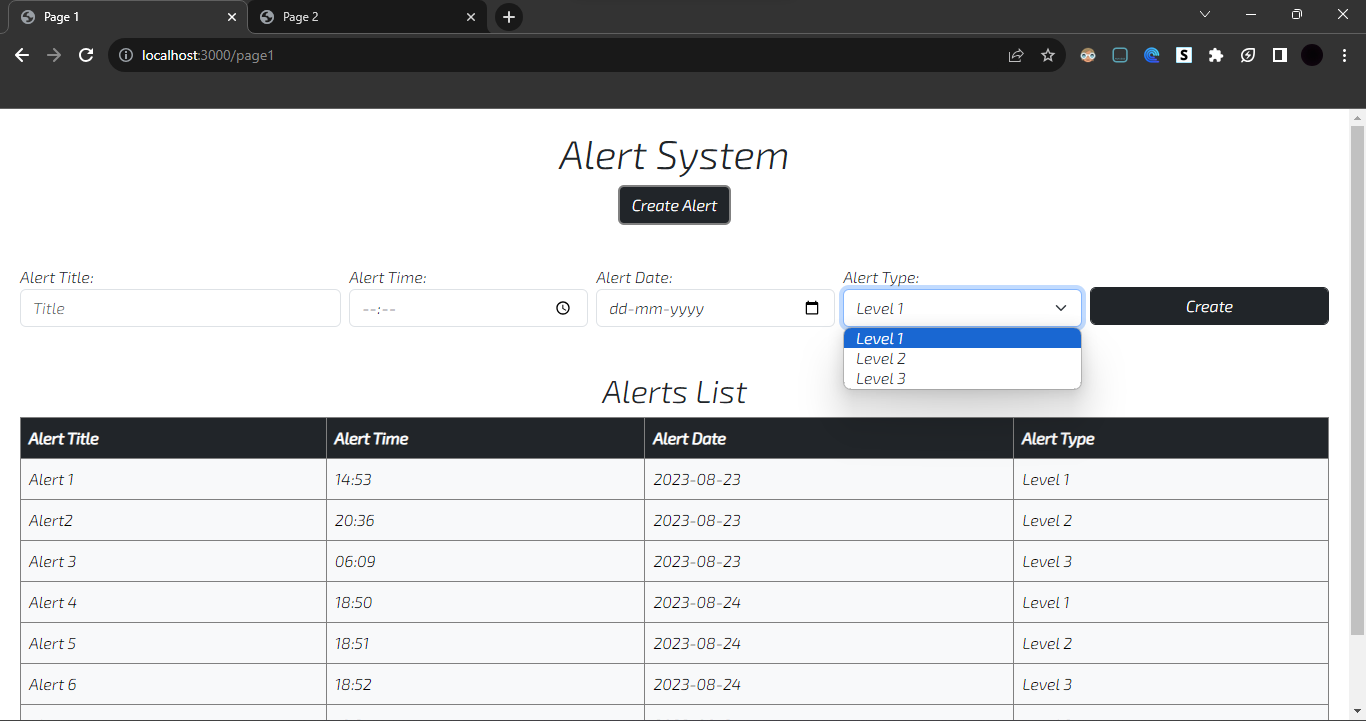 Page 1 Page 2
localhost:3000/page1 S
Alert System
Create Alert
Alert Title: Alert Time: Alert Date: Alert Type:
Title --:-- dd-mm-yyyy Level 1 Create
Level 1
Level 2
Level 3
Alerts List
Alert Title Alert Time Alert Date Alert Type
Alert 1 14:53 2023-08-23 Level 1
Alert2 20:36 2023-08-23 Level 2
Alert 3 06:09 2023-08-23 Level 3
Alert 4 18:50 2023-08-24 Level 1
Alert 5 18:51 2023-08-24 Level 2
Alert 6 18:52 2023-08-24 Level 3